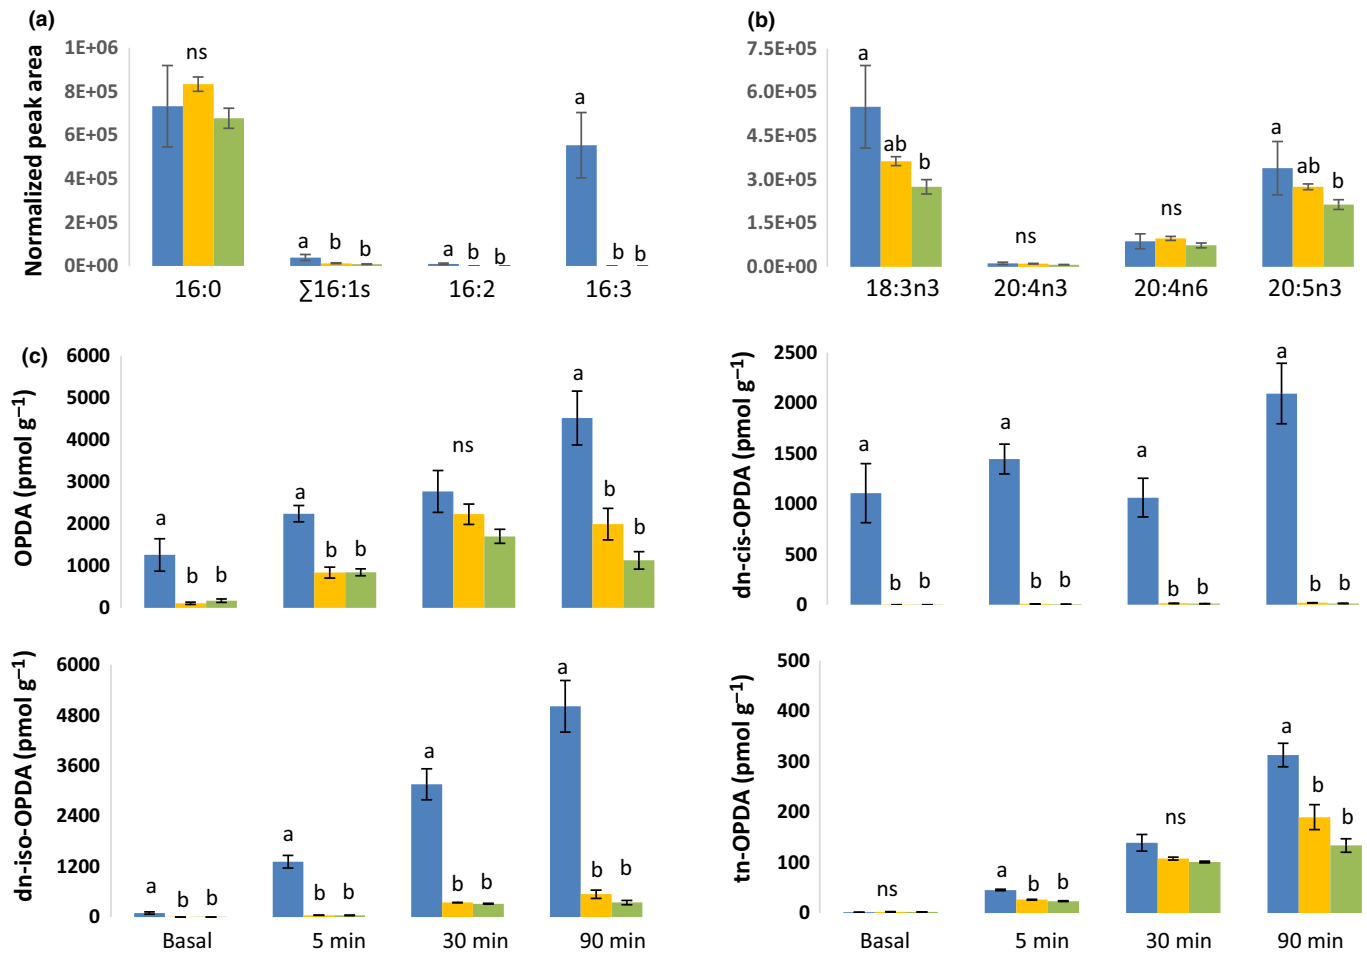 (a)
Normalized peak area
1E+06
8E+05
6E+05
4E+05
2E+05
0E+00
ns
a b b
a b b
a b b
16:0 ∑16:1s 16:2 16:3
(b)
7.5E+05
6.0E+05
4.5E+05
3.0E+05
1.5E+05
0.0E+00
a ab b
ns
ns
a ab b
18:3n3 20:4n3 20:4n6 20:5n3
(c)
OPDA (pmol g⁻¹)
6000
5000
4000
3000
2000
1000
0
a b b
a b b
ns
a b b
dn-cis-OPDA (pmol g⁻¹)
2500
2000
1500
1000
500
0
a b b
a b b
a b b
a b b
dn-iso-OPDA (pmol g⁻¹)
6000
4800
3600
2400
1200
0
a b b
a b b
a b b
a b b
Basal 5 min 30 min 90 min
tn-OPDA (pmol g⁻¹)
500
400
300
200
100
0
ns
a b b
ns
a b b
Basal 5 min 30 min 90 min